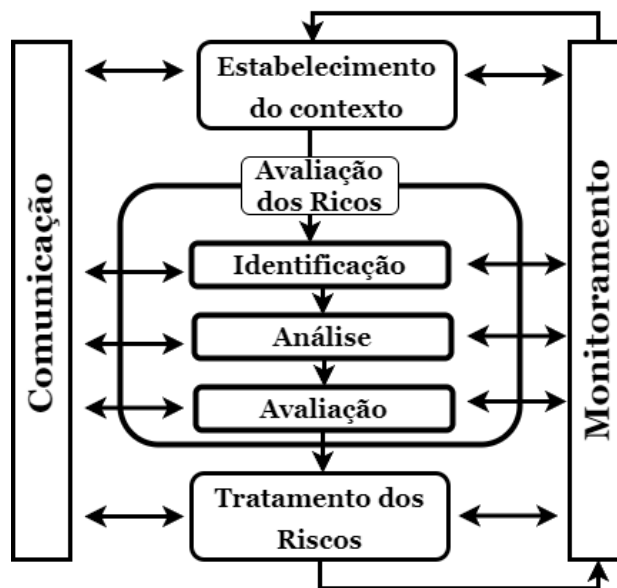 Estabelecimento
do contexto
Avaliação
dos Ricos
Identificação
Análise
Avaliação
Tratamento dos
Riscos
Comunicação
Monitoramento